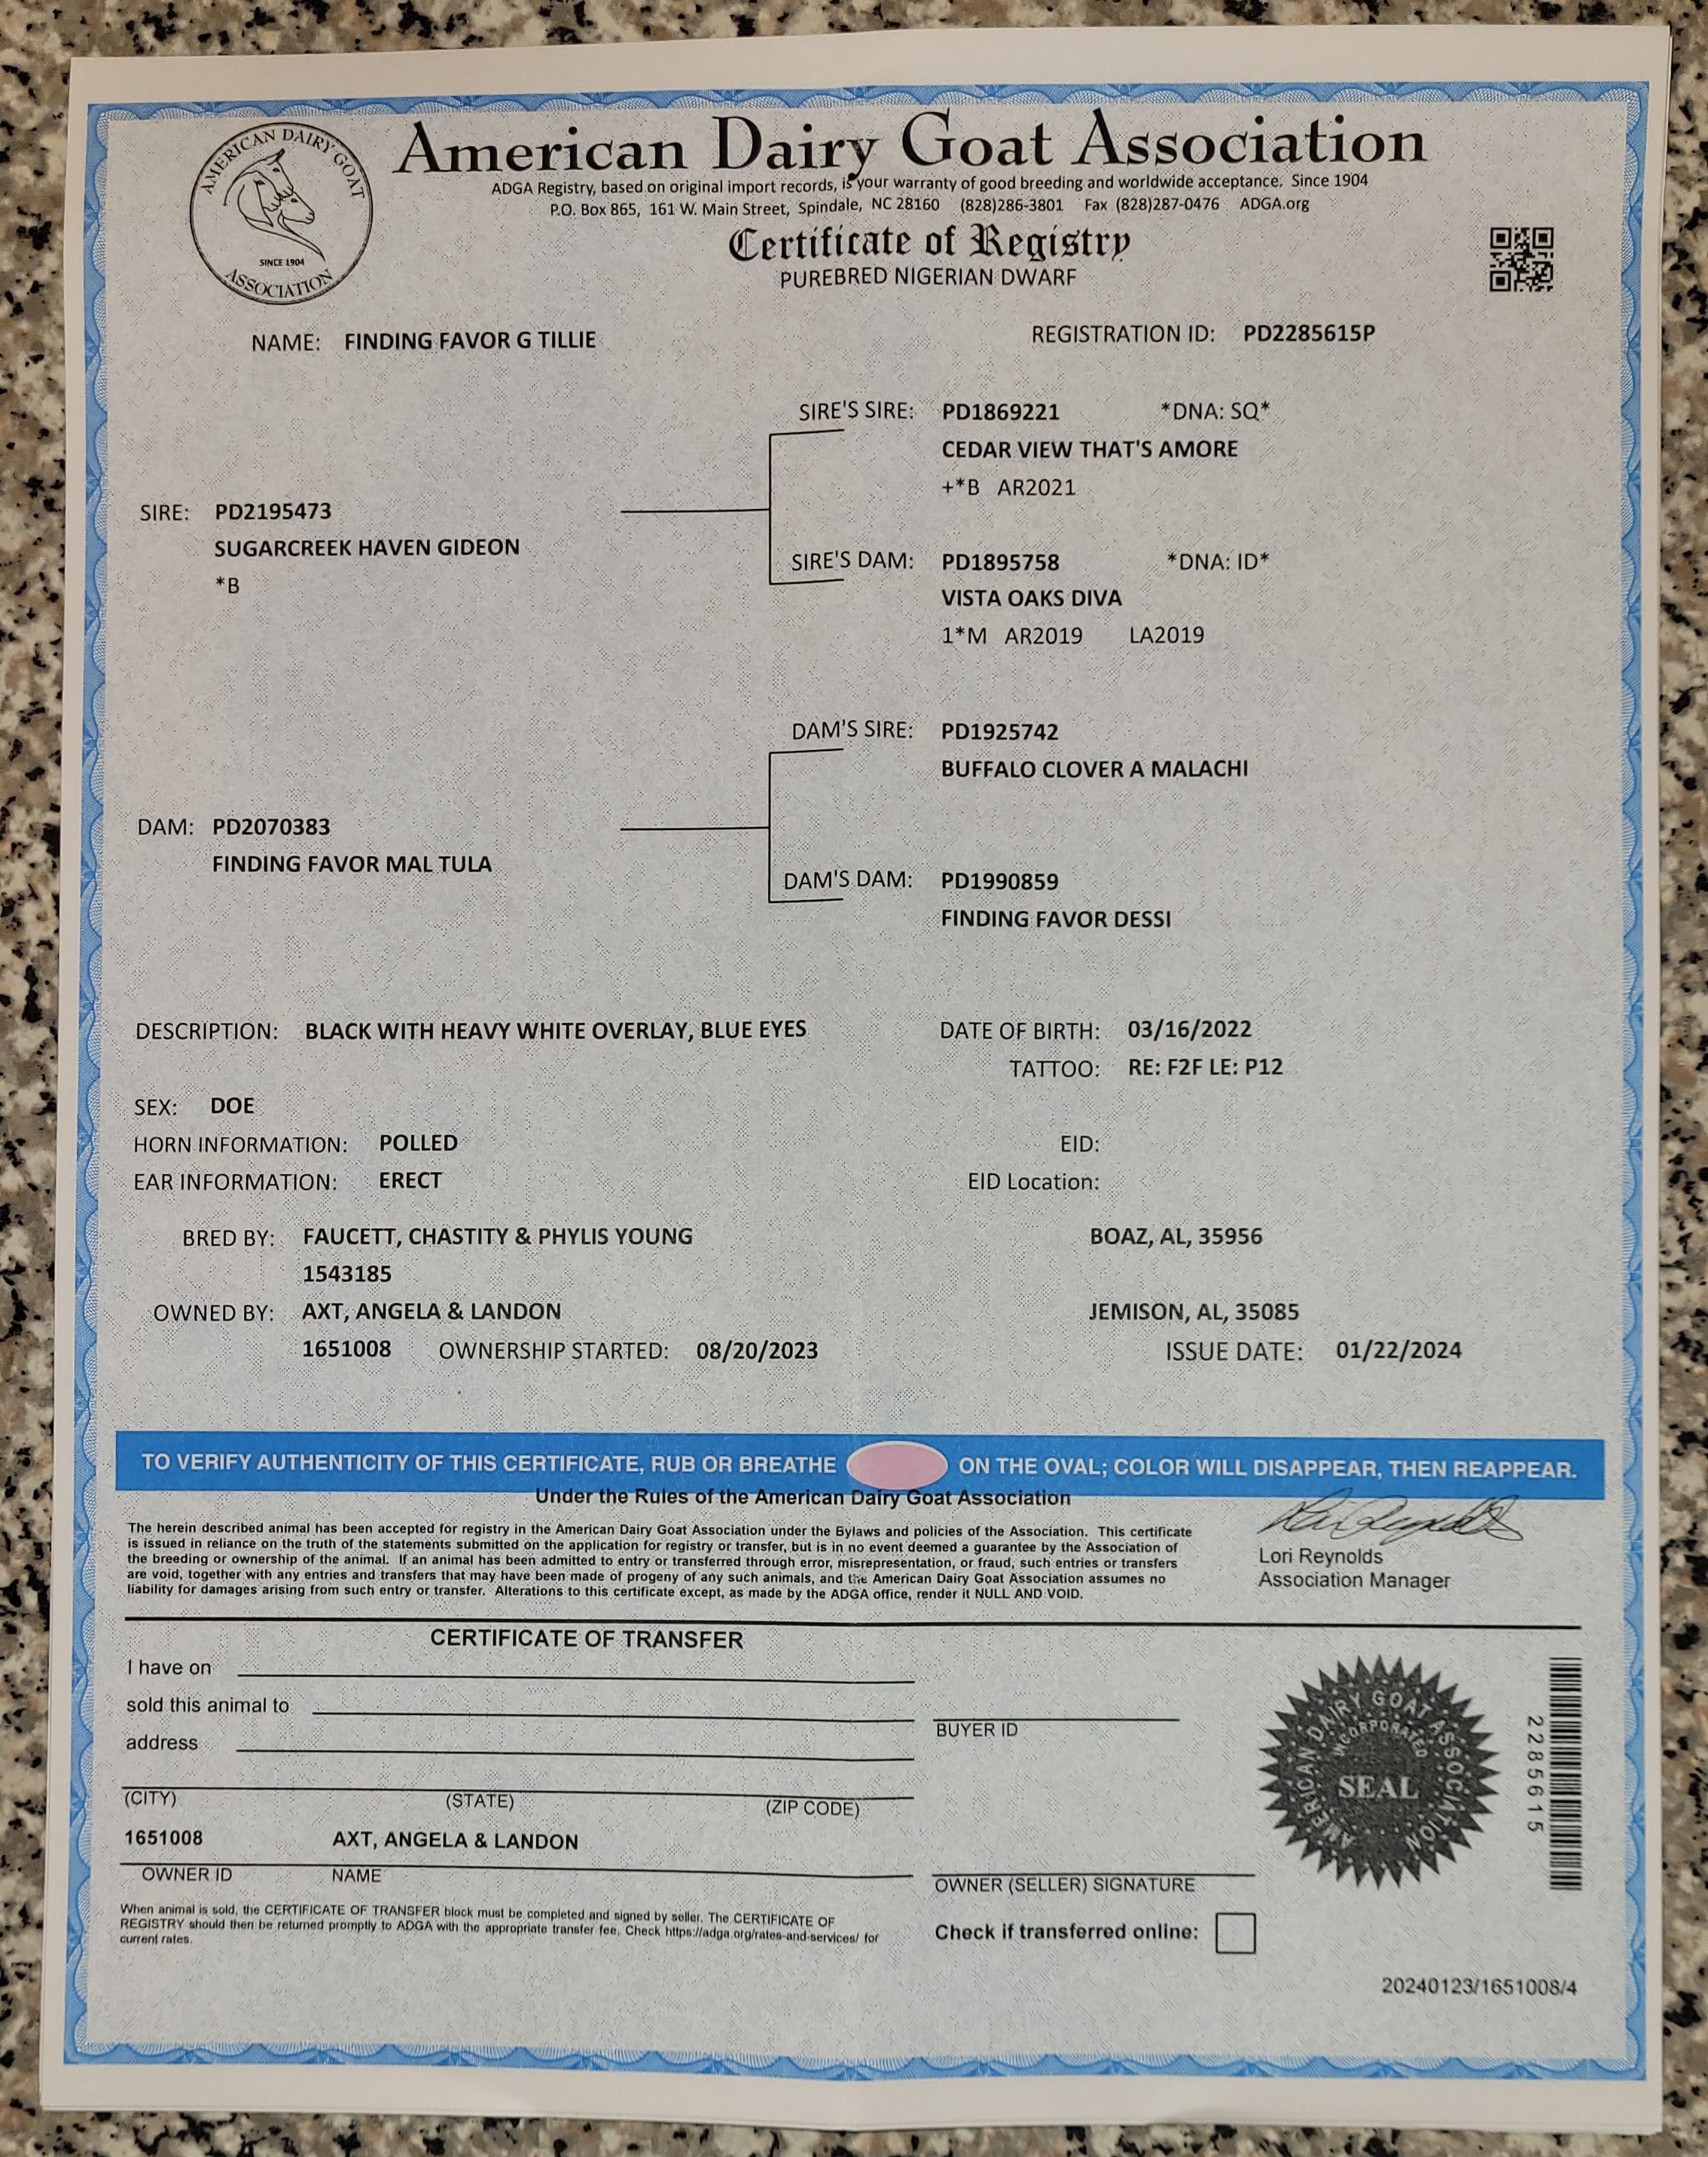 AMERICAN DAIRY GOAT
SINCE 1904
ASSOCIATION
American Dairy Goat Association
ADGA Registry, based on original import records, is your warranty of good breeding and worldwide acceptance. Since 1904
P.O. Box 865, 161 W. Main Street, Spindale, NC 28160 (828)286-3801 Fax (828)287-0476 ADGA.org
Certificate of Registry
PUREBRED NIGERIAN DWARF
NAME: FINDING FAVOR G TILLIE REGISTRATION ID: PD2285615P
SIRE'S SIRE: PD1869221 *DNA: SQ*
CEDAR VIEW THAT'S AMORE
+*B AR2021
SIRE: PD2195473
SUGARCREEK HAVEN GIDEON
*B
SIRE'S DAM: PD1895758 *DNA: ID*
VISTA OAKS DIVA
1*M AR2019 LA2019
DAM'S SIRE: PD1925742
BUFFALO CLOVER A MALACHI
DAM: PD2070383
FINDING FAVOR MAL TULA
DAM'S DAM: PD1990859
FINDING FAVOR DESSI
DESCRIPTION: BLACK WITH HEAVY WHITE OVERLAY, BLUE EYES DATE OF BIRTH: 03/16/2022
TATTOO: RE: F2F LE: P12
SEX: DOE
HORN INFORMATION: POLLED EID:
EAR INFORMATION: ERECT EID Location:
BRED BY: FAUCETT, CHASTITY & PHYLIS YOUNG BOAZ, AL, 35956
1543185
OWNED BY: AXT, ANGELA & LANDON JEMISON, AL, 35085
1651008 OWNERSHIP STARTED: 08/20/2023 ISSUE DATE: 01/22/2024
TO VERIFY AUTHENTICITY OF THIS CERTIFICATE, RUB OR BREATHE ON THE OVAL; COLOR WILL DISAPPEAR, THEN REAPPEAR.
Under the Rules of the American Dairy Goat Association
The herein described animal has been accepted for registry in the American Dairy Goat Association under the Bylaws and policies of the Association. This certificate
is issued in reliance on the truth of the statements submitted on the application for registry or transfer, but is in no event deemed a guarantee by the Association of
the breeding or ownership of the animal. If an animal has been admitted to entry or transferred through error, misrepresentation, or fraud, such entries or transfers
are void, together with any entries and transfers that may have been made of progeny of any such animals, and the American Dairy Goat Association assumes no
liability for damages arising from such entry or transfer. Alterations to this certificate except, as made by the ADGA office, render it NULL AND VOID.
Lori Reynolds
Lori Reynolds
Association Manager
CERTIFICATE OF TRANSFER
I have on
sold this animal to
BUYER ID
address
(CITY) (STATE) (ZIP CODE)
1651008 AXT, ANGELA & LANDON
OWNER ID NAME OWNER (SELLER) SIGNATURE
AMERICAN DAIRY GOAT ASSOCIATION
INCORPORATED
SEAL
2285615
When animal is sold, the CERTIFICATE OF TRANSFER block must be completed and signed by seller. The CERTIFICATE OF
REGISTRY should then be returned promptly to ADGA with the appropriate transfer fee. Check https://adga.org/rates-and-services/ for
current rates.
Check if transferred online:
20240123/1651008/4